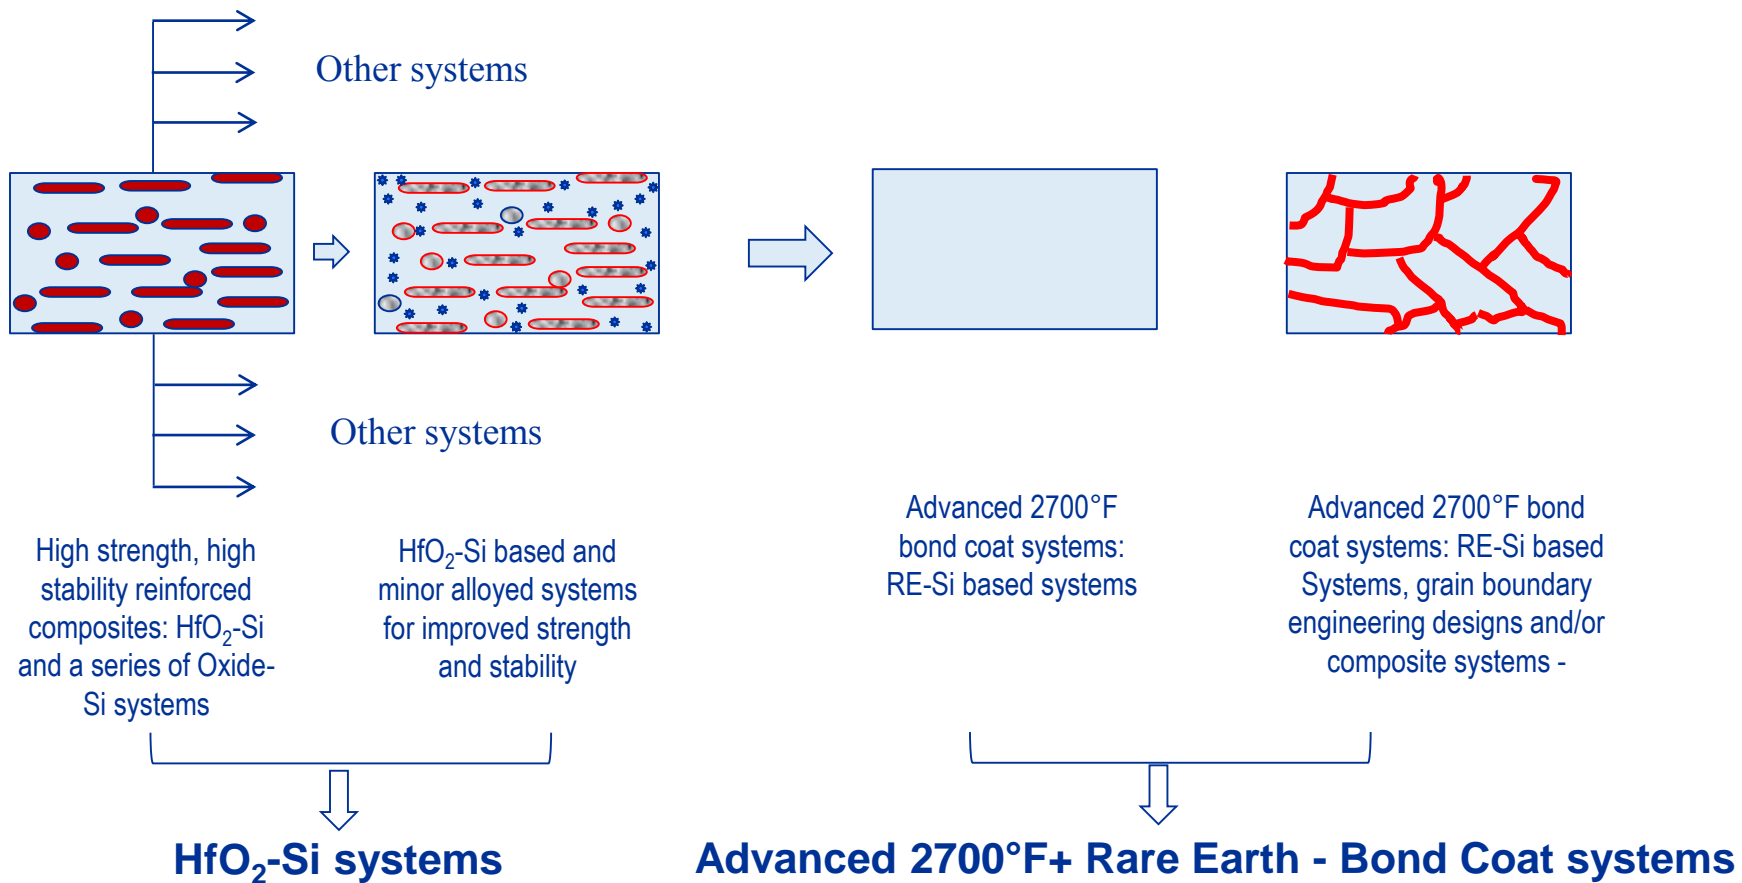 Other systems
Other systems
High strength, high
stability reinforced
composites: HfO₂-Si
and a series of Oxide-
Si systems
HfO₂-Si based and
minor alloyed systems
for improved strength
and stability
Advanced 2700°F
bond coat systems:
RE-Si based systems
Advanced 2700°F bond
coat systems: RE-Si based
Systems, grain boundary
engineering designs and/or
composite systems -
HfO₂-Si systems
Advanced 2700°F+ Rare Earth - Bond Coat systems